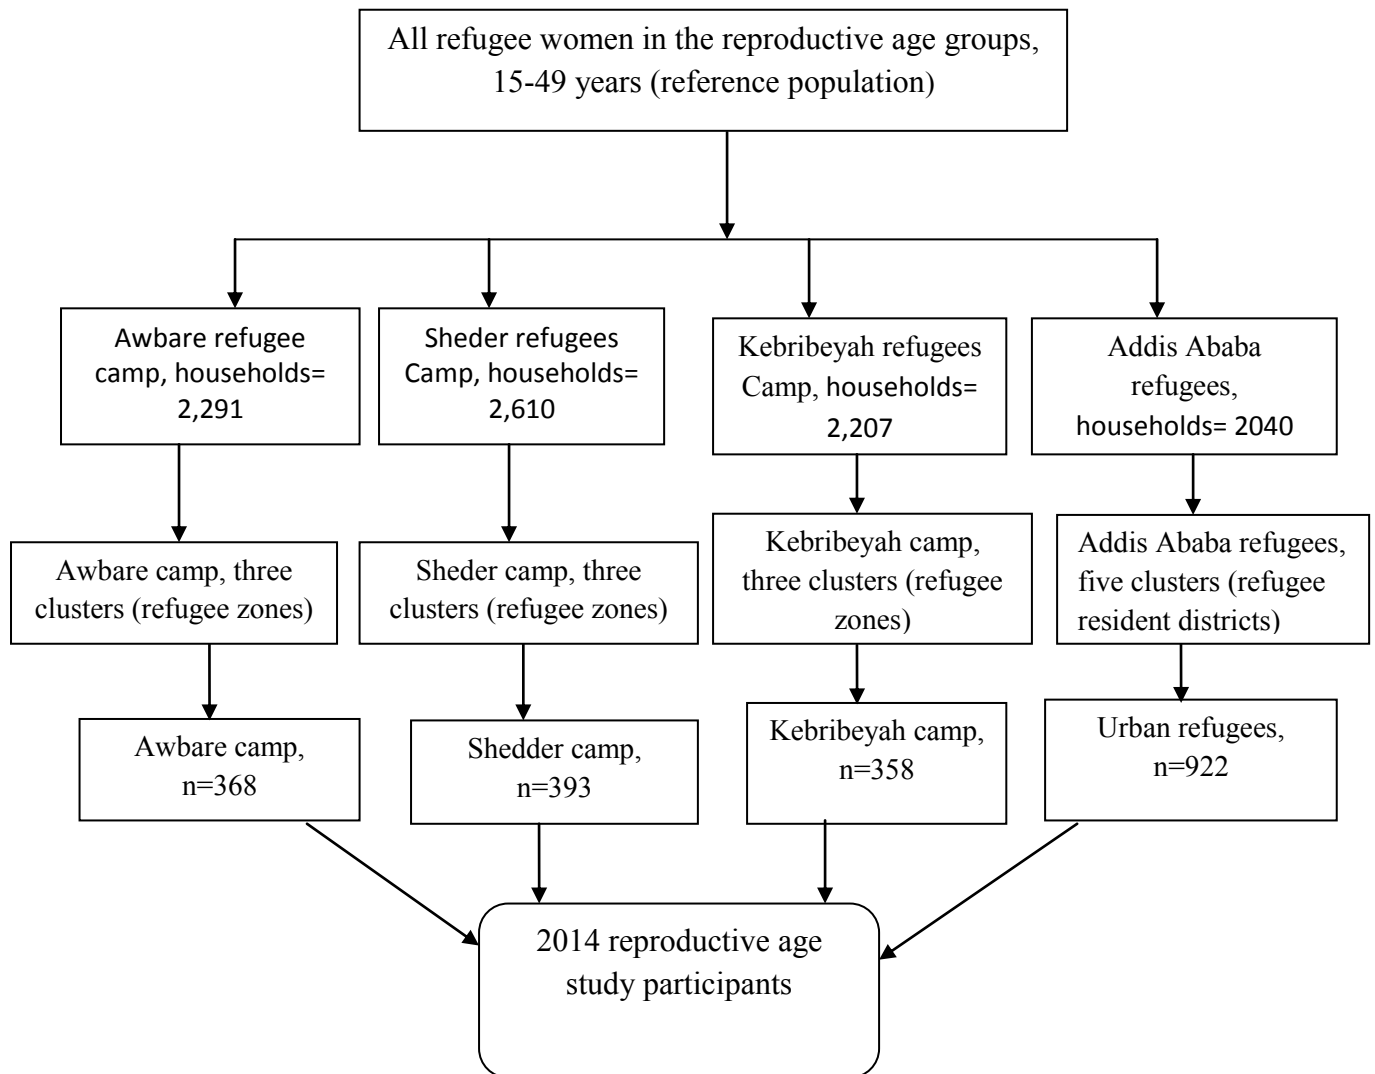 All refugee women in the reproductive age groups,
15-49 years (reference population)
Awbare refugee
camp, households=
2,291
Sheder refugees
Camp, households=
2,610
Kebribeyah refugees
Camp, households=
2,207
Addis Ababa
refugees,
households= 2040
Awbare camp, three
clusters (refugee zones)
Sheder camp, three
clusters (refugee zones)
Kebribeyah camp,
three clusters (refugee
zones)
Addis Ababa refugees,
five clusters (refugee
resident districts)
Awbare camp,
n=368
Shedder camp,
n=393
Kebribeyah camp,
n=358
Urban refugees,
n=922
2014 reproductive age
study participants